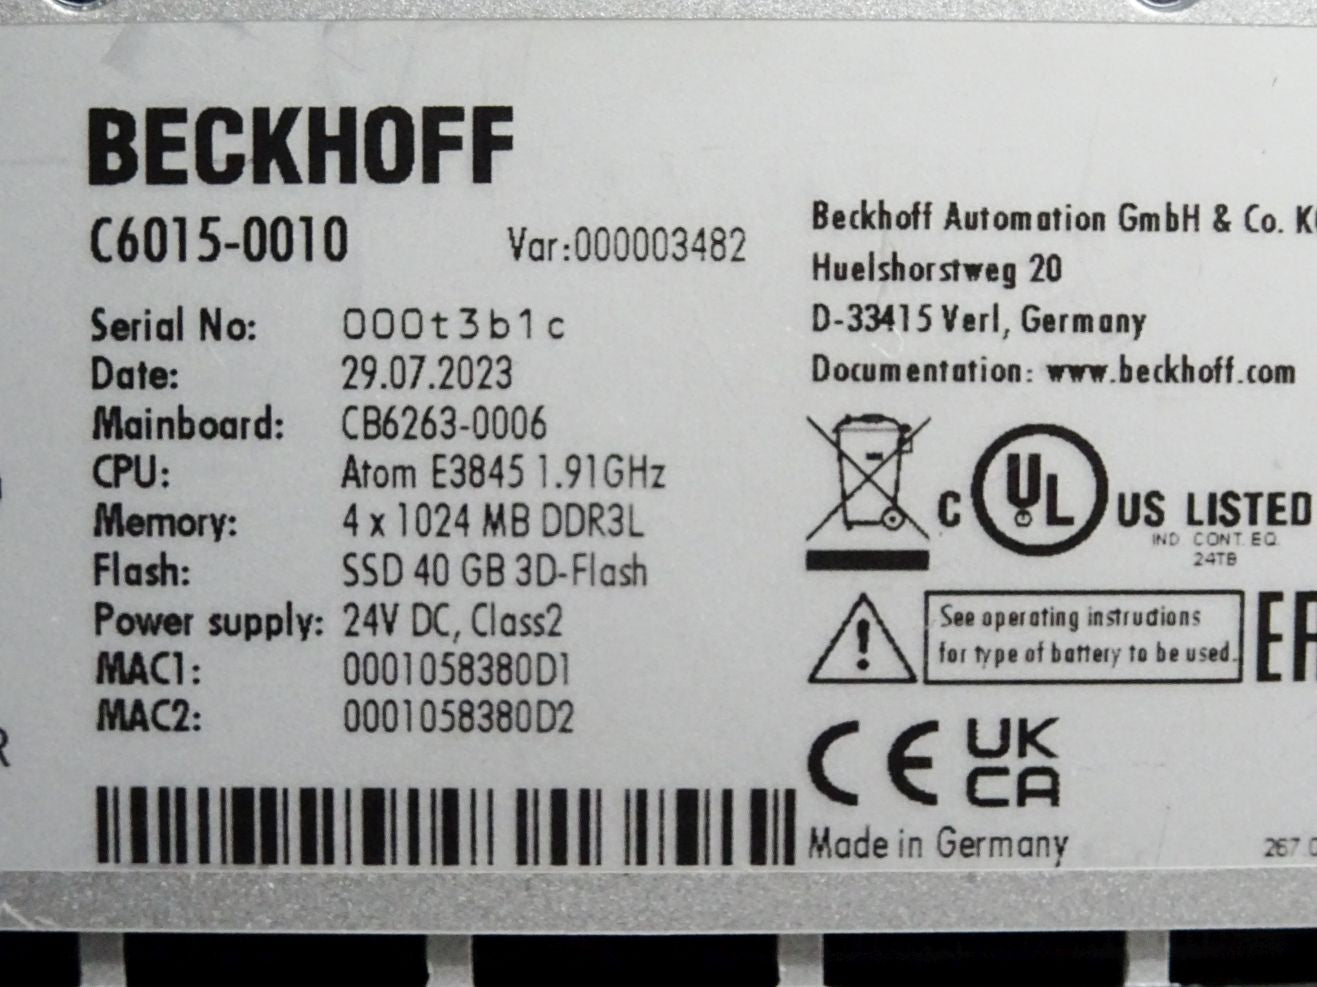 BECKHOFF
C6015-0010 Var:000003482
Serial No: 000t3b1c
Date: 29.07.2023
Mainboard: CB6263-0006
CPU: Atom E3845 1.91GHz
Memory: 4 x 1024 MB DDR3L
Flash: SSD 40 GB 3D-Flash
Power supply: 24V DC, Class2
MAC1: 0001058380D1
MAC2: 0001058380D2
Beckhoff Automation GmbH & Co.
Huelshorstweg 20
D-33415 Verl, Germany
Documentation: www.beckhoff.com
C UL US LISTED
IND CONT. EQ.
24TB
See operating instructions
for type of battery to be used.
CE UK
CA
Made in Germany
R